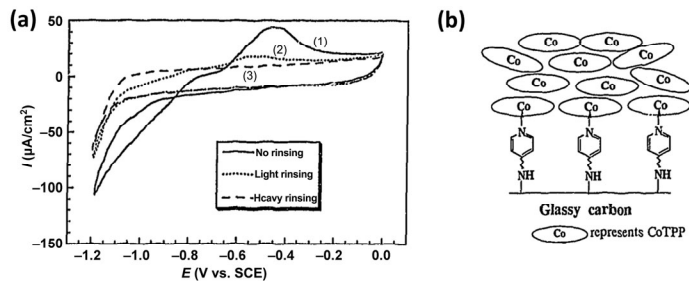 (a)
50
0
−50
−100
−150
I (μA/cm²)
−1.2
−1.0
−0.8
−0.6
−0.4
−0.2
0.0
E (V vs. SCE)
(1)
(2)
(3)
No rinsing
Light rinsing
Hcavy rinsing
(b)
Co Co
Co Co Co
Co Co Co
Co Co Co
N N N
NH NH NH
Glassy carbon
Co represents CoTPP